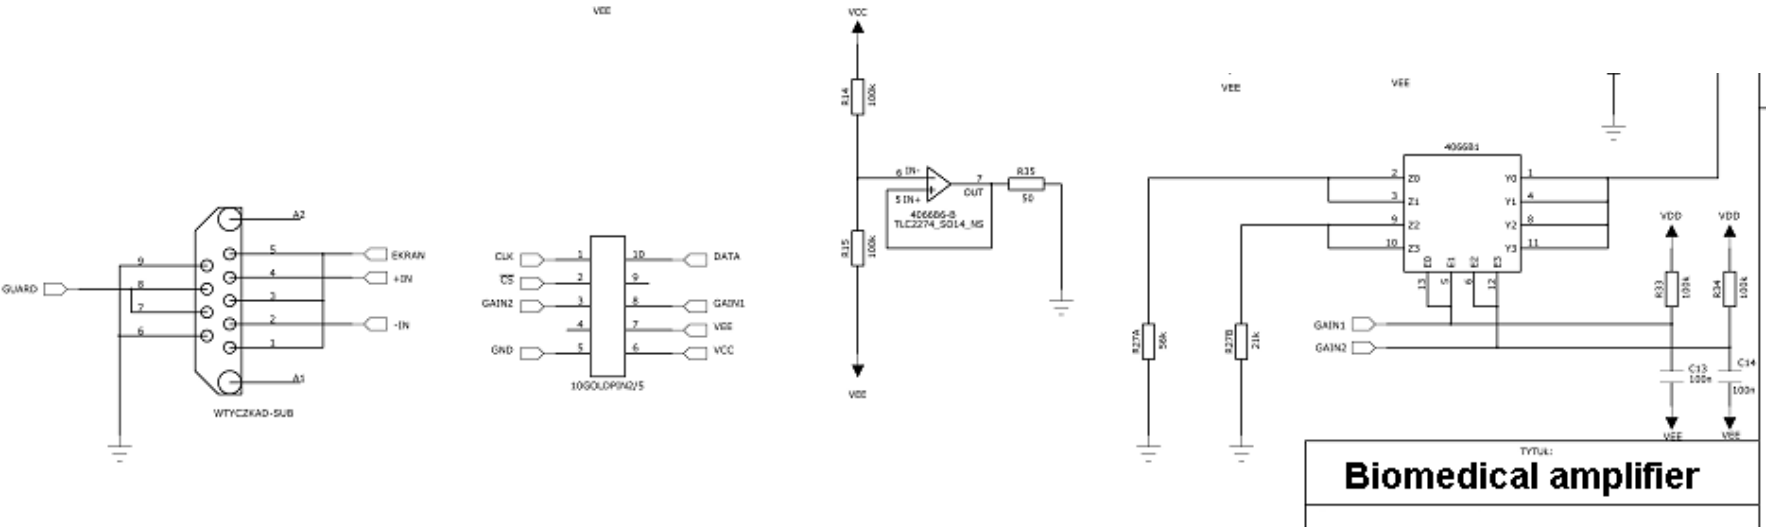 VEE
GUARD
9
8
7
6
A2
5
4
3
2
1
A1
EKRAN
+IN
-IN
WTYCZKAD-SUB
CLK
CS
GAIN2
GND
1
2
3
4
5
10
9
8
7
6
DATA
GAIN1
VEE
VCC
10GOLDPIN2/5
VCC
R14
100k
6 IN-
5 IN+
7
OUT
4066B6-B
TLC2274_SO14_NS
R35
50
R15
100k
VEE
VEE
VEE
4066B1
2 Z0
3 Z1
9 Z2
10 Z3
Y0 1
Y1 4
Y2 8
Y3 11
E0 E1 E2 E3
13 5 6 12
R27A
56k
R27B
21k
GAIN1
GAIN2
VDD
VDD
R33
100k
R34
100k
C13
100n
C14
100n
VEE
VEE
TYTUŁ:
Biomedical amplifier